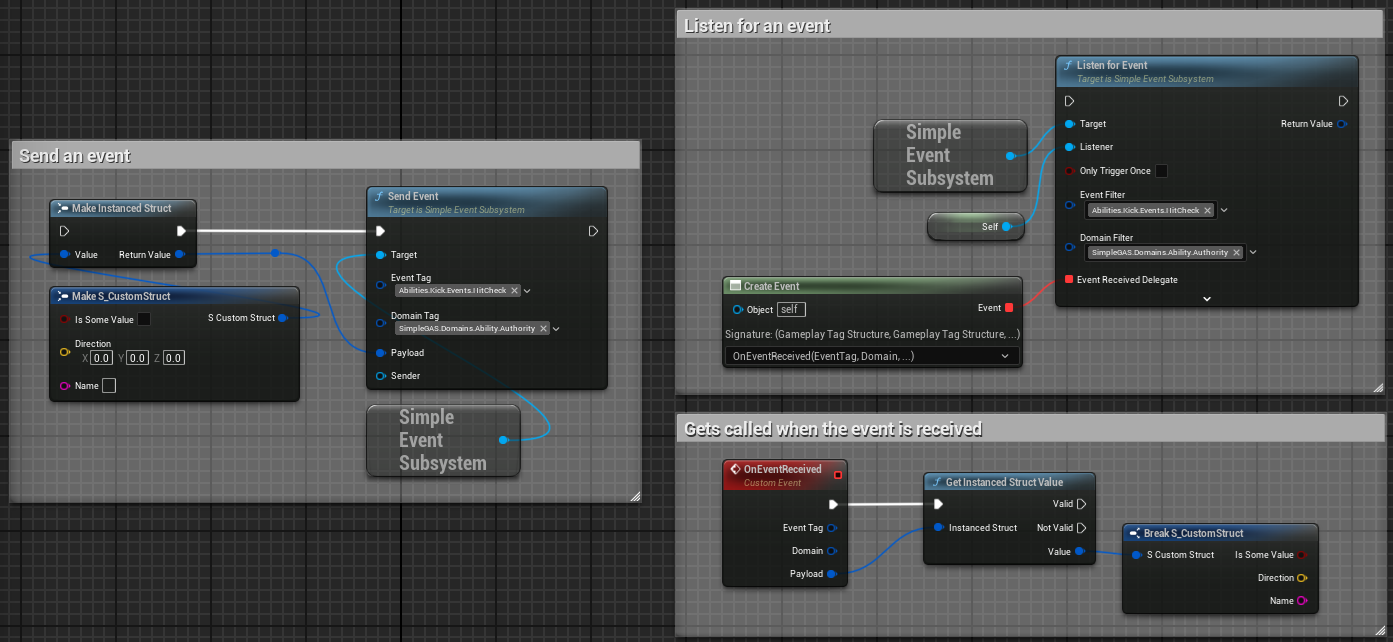 Send an event
Make Instanced Struct
Value
Return Value
Make S_CustomStruct
Is Some Value
S Custom Struct
Direction
X 0.0 Y 0.0 Z 0.0
Name
Send Event
Target is Simple Event Subsystem
Target
Event Tag
Abilities.Kick.Events.HitCheck
Domain Tag
SimpleGAS.Domains.Ability.Authority
Payload
Sender
Simple
Event
Subsystem
Listen for an event
Simple
Event
Subsystem
Self
Listen for Event
Target is Simple Event Subsystem
Target
Return Value
Listener
Only Trigger Once
Event Filter
Abilities.Kick.Events.HitCheck
Domain Filter
SimpleGAS.Domains.Ability.Authority
Event Received Delegate
Create Event
Object self
Event
Signature: (Gameplay Tag Structure, Gameplay Tag Structure, ...)
OnEventReceived(EventTag, Domain, ...)
Gets called when the event is received
OnEventReceived
Custom Event
Event Tag
Domain
Payload
Get Instanced Struct Value
Valid
Instanced Struct
Not Valid
Value
Break S_CustomStruct
S Custom Struct
Is Some Value
Direction
Name